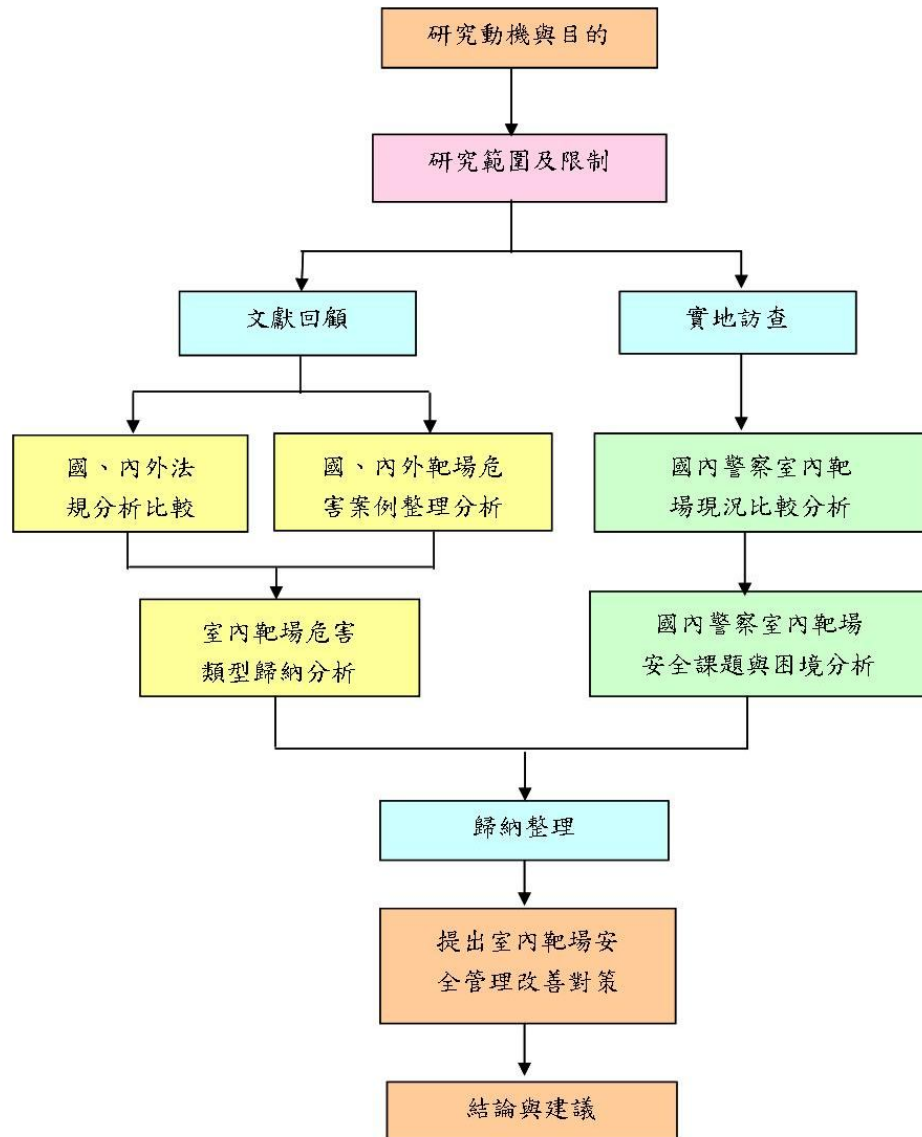 研究動機與目的
研究範圍及限制
文獻回顧
實地訪查
國、內外法
規分析比較
國、內外靶場危
害案例整理分析
國內警察室內靶
場現況比較分析
室內靶場危害
類型歸納分析
國內警察室內靶場
安全課題與困境分析
歸納整理
提出室內靶場安
全管理改善對策
結論與建議